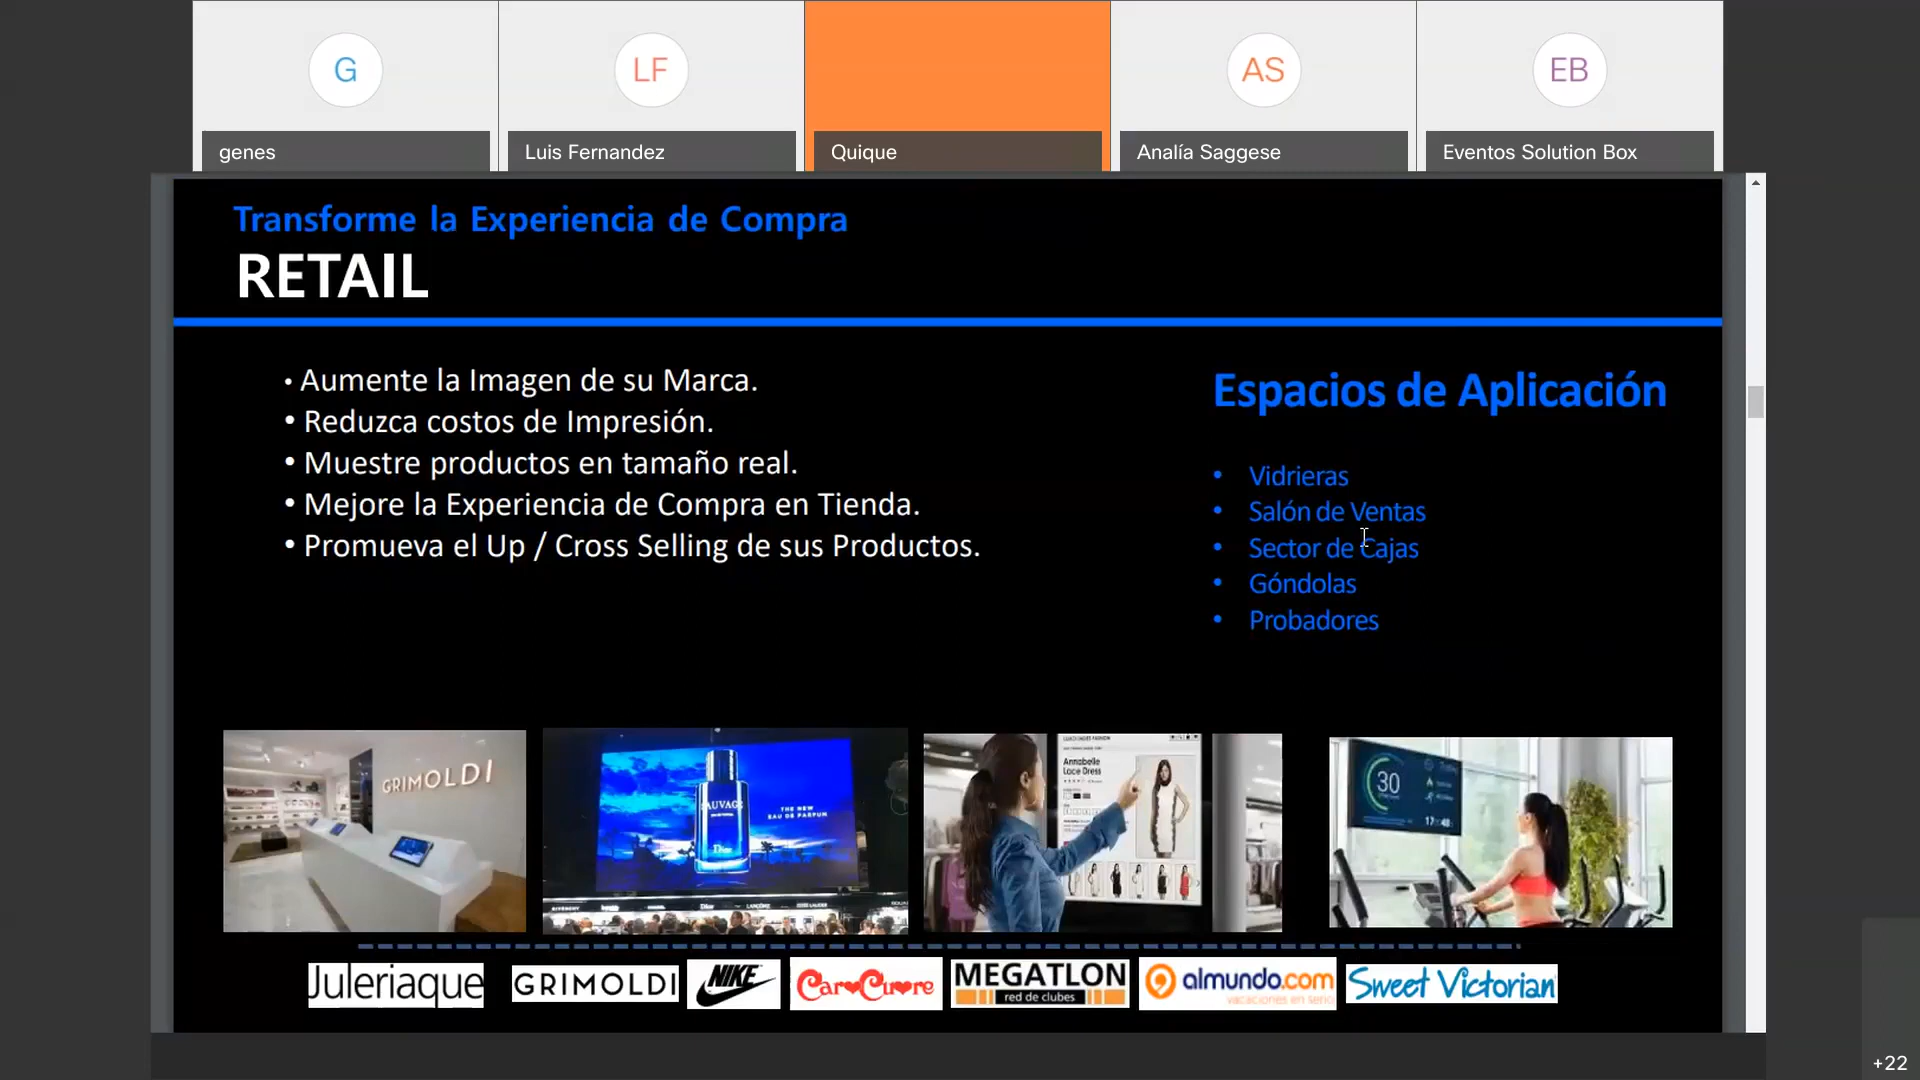 G
LF
AS
EB
genes
Luis Fernandez
Quique
Analía Saggese
Eventos Solution Box
Transforme la Experiencia de Compra
RETAIL
• Aumente la Imagen de su Marca.
• Reduzca costos de Impresión.
• Muestre productos en tamaño real.
• Mejore la Experiencia de Compra en Tienda.
• Promueva el Up / Cross Selling de sus Productos.
Espacios de Aplicación
• Vidrieras
• Salón de Ventas
• Sector de Cajas
• Góndolas
• Probadores
GRIMOLDI
SAUVAGE
THE NEW
EAU DE PARFUM
Dior
Annabelle
Lace Dress
30
Juleriaque
GRIMOLDI
NIKE
Caro Cuore
MEGATLON
red de clubes
almundo.com
vacaciones en serio
Sweet Victorian
+22